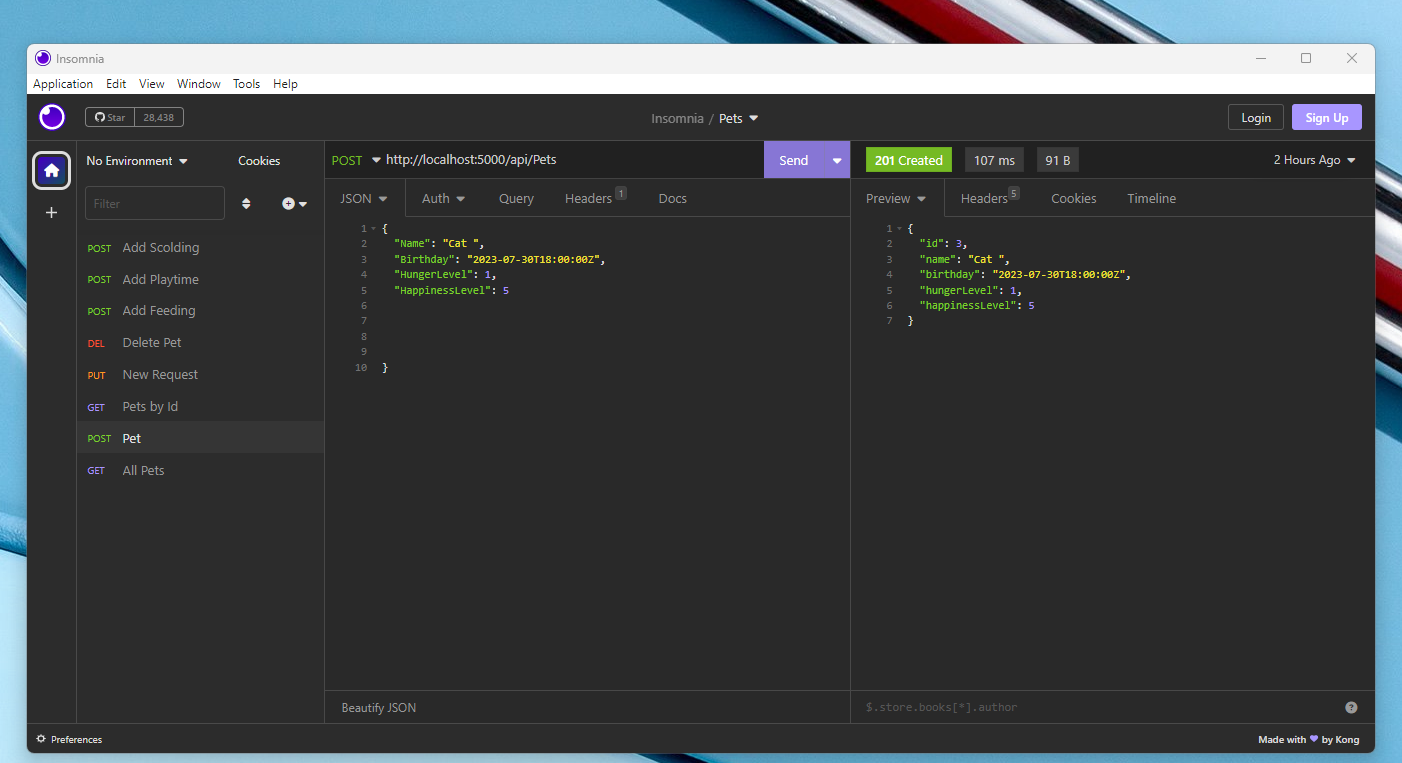 Insomnia
Application Edit View Window Tools Help
Star 28,438
Insomnia / Pets
Login Sign Up
No Environment Cookies
Filter
POST Add Scolding
POST Add Playtime
POST Add Feeding
DEL Delete Pet
PUT New Request
GET Pets by Id
POST Pet
GET All Pets
POST http://localhost:5000/api/Pets Send
JSON Auth Query Headers 1 Docs
1 {
2 "Name": "Cat ",
3 "Birthday": "2023-07-30T18:00:00Z",
4 "HungerLevel": 1,
5 "HappinessLevel": 5
6
7
8
9
10 }
Beautify JSON
201 Created 107 ms 91 B 2 Hours Ago
Preview Headers 5 Cookies Timeline
1 {
2 "id": 3,
3 "name": "Cat ",
4 "birthday": "2023-07-30T18:00:00Z",
5 "hungerLevel": 1,
6 "happinessLevel": 5
7 }
$.store.books[*].author ?
Preferences
Made with ♥ by Kong